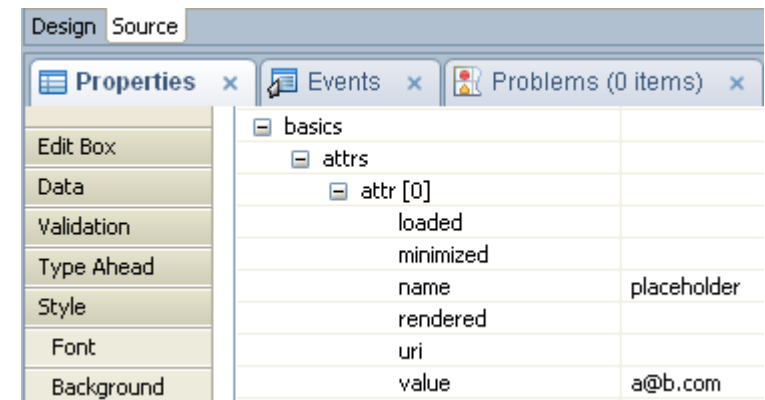 Design Source
Properties Events Problems (0 items)
basics
Edit Box
attrs
Data
attr [0]
Validation
loaded
minimized
Type Ahead
name placeholder
Style
rendered
Font
uri
Background
value a@b.com